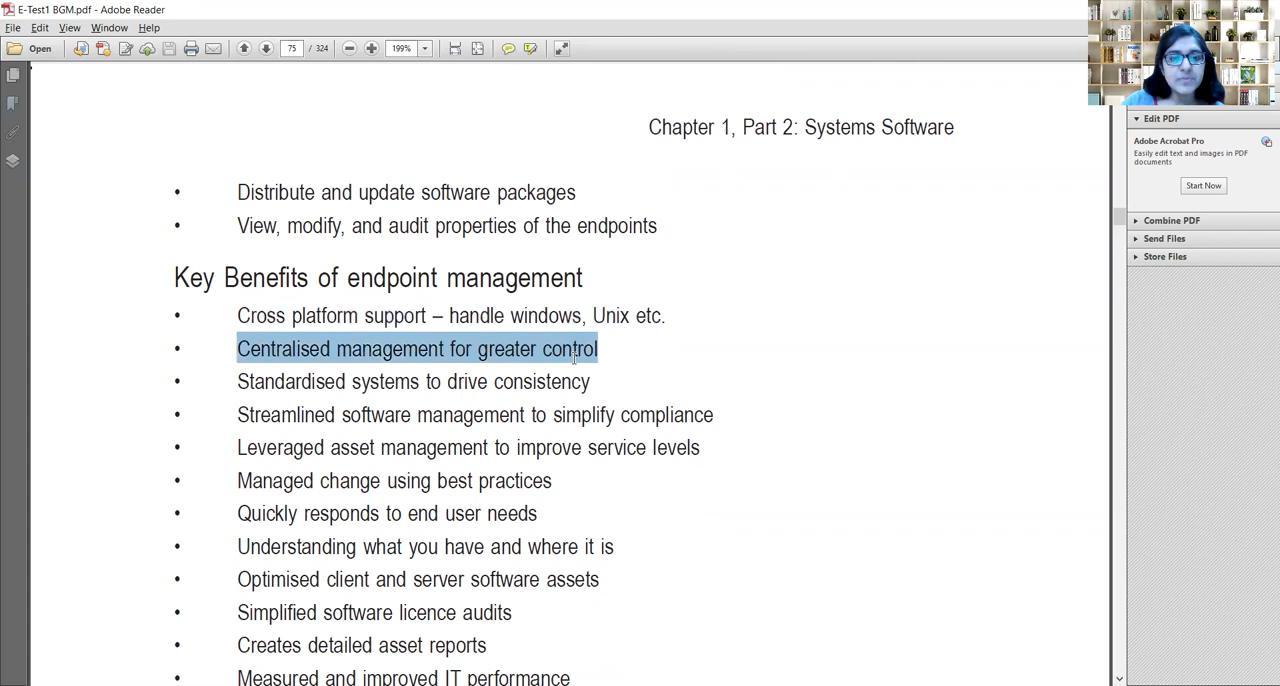 E-Test1 BGM.pdf - Adobe Reader
File Edit View Window Help
Open 75 / 324 199%
Chapter 1, Part 2: Systems Software
• Distribute and update software packages
• View, modify, and audit properties of the endpoints
Key Benefits of endpoint management
• Cross platform support – handle windows, Unix etc.
• Centralised management for greater control
• Standardised systems to drive consistency
• Streamlined software management to simplify compliance
• Leveraged asset management to improve service levels
• Managed change using best practices
• Quickly responds to end user needs
• Understanding what you have and where it is
• Optimised client and server software assets
• Simplified software licence audits
• Creates detailed asset reports
• Measured and improved IT performance
Edit PDF
Adobe Acrobat Pro
Easily edit text and images in PDF
documents
Start Now
Combine PDF
Send Files
Store Files